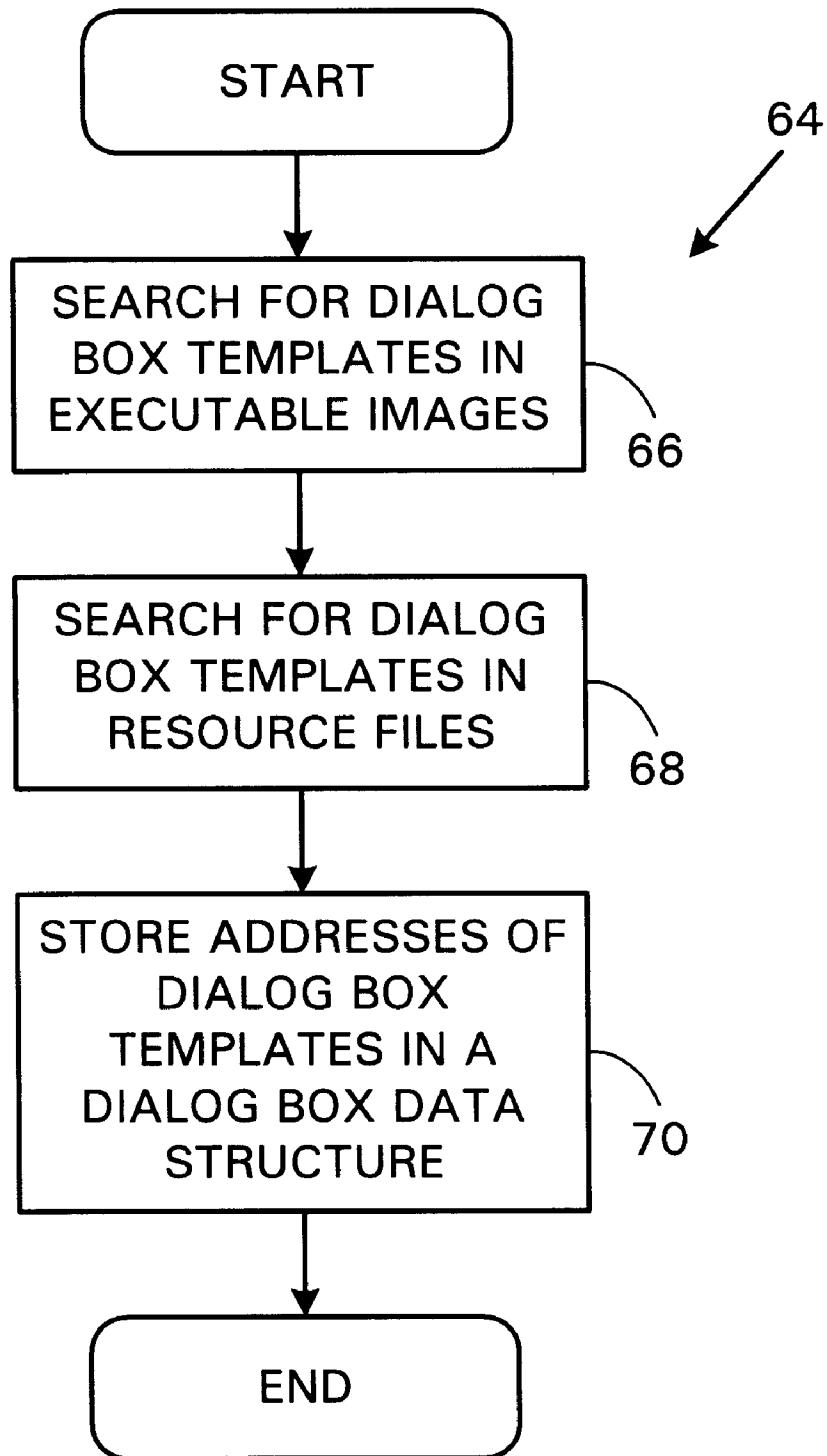 START
64
SEARCH FOR DIALOG
BOX TEMPLATES IN
EXECUTABLE IMAGES
66
SEARCH FOR DIALOG
BOX TEMPLATES IN
RESOURCE FILES
68
STORE ADDRESSES OF
DIALOG BOX
TEMPLATES IN A
DIALOG BOX DATA
STRUCTURE
70
END